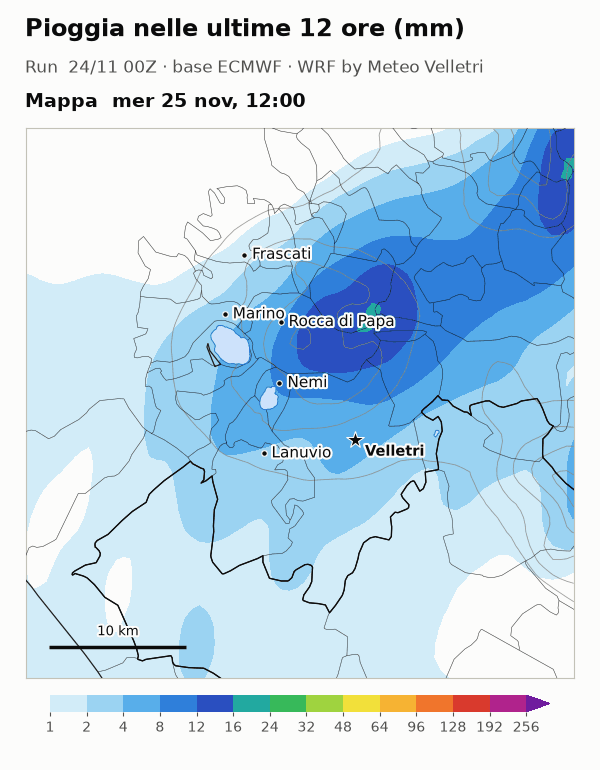 Pioggia nelle ultime 12 ore (mm)
Run 24/11 00Z · base ECMWF · WRF by Meteo Velletri
Mappa mer 25 nov, 12:00
Frascati
Marino
Rocca di Papa
Nemi
Velletri
Lanuvio
10 km
1 2 4 8 12 16 24 32 48 64 96 128 192 256